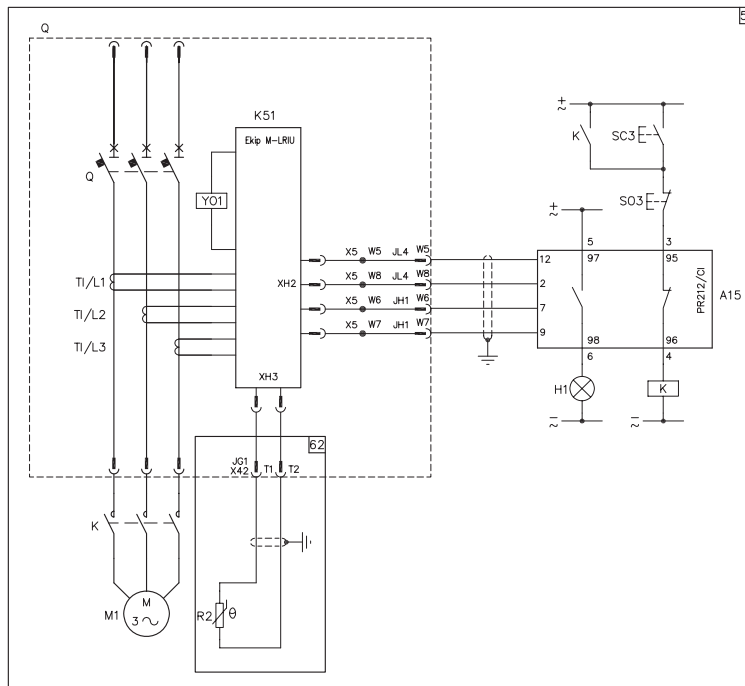 5
Q
K51
Ekip M-LRIU
K
SC3
SO3
Q
YO1
X5 W5 JL4 W5
X5 W8 JL4 W8
X5 W6 JH1 W6
X5 W7 JH1 W7
XH2
TI/L1
TI/L2
TI/L3
12
2
7
9
5
3
97
95
PR212/CI
A15
98
96
6
4
H1
K
XH3
62
JG1
X42 T1 T2
K
R2 θ
M1
M
3